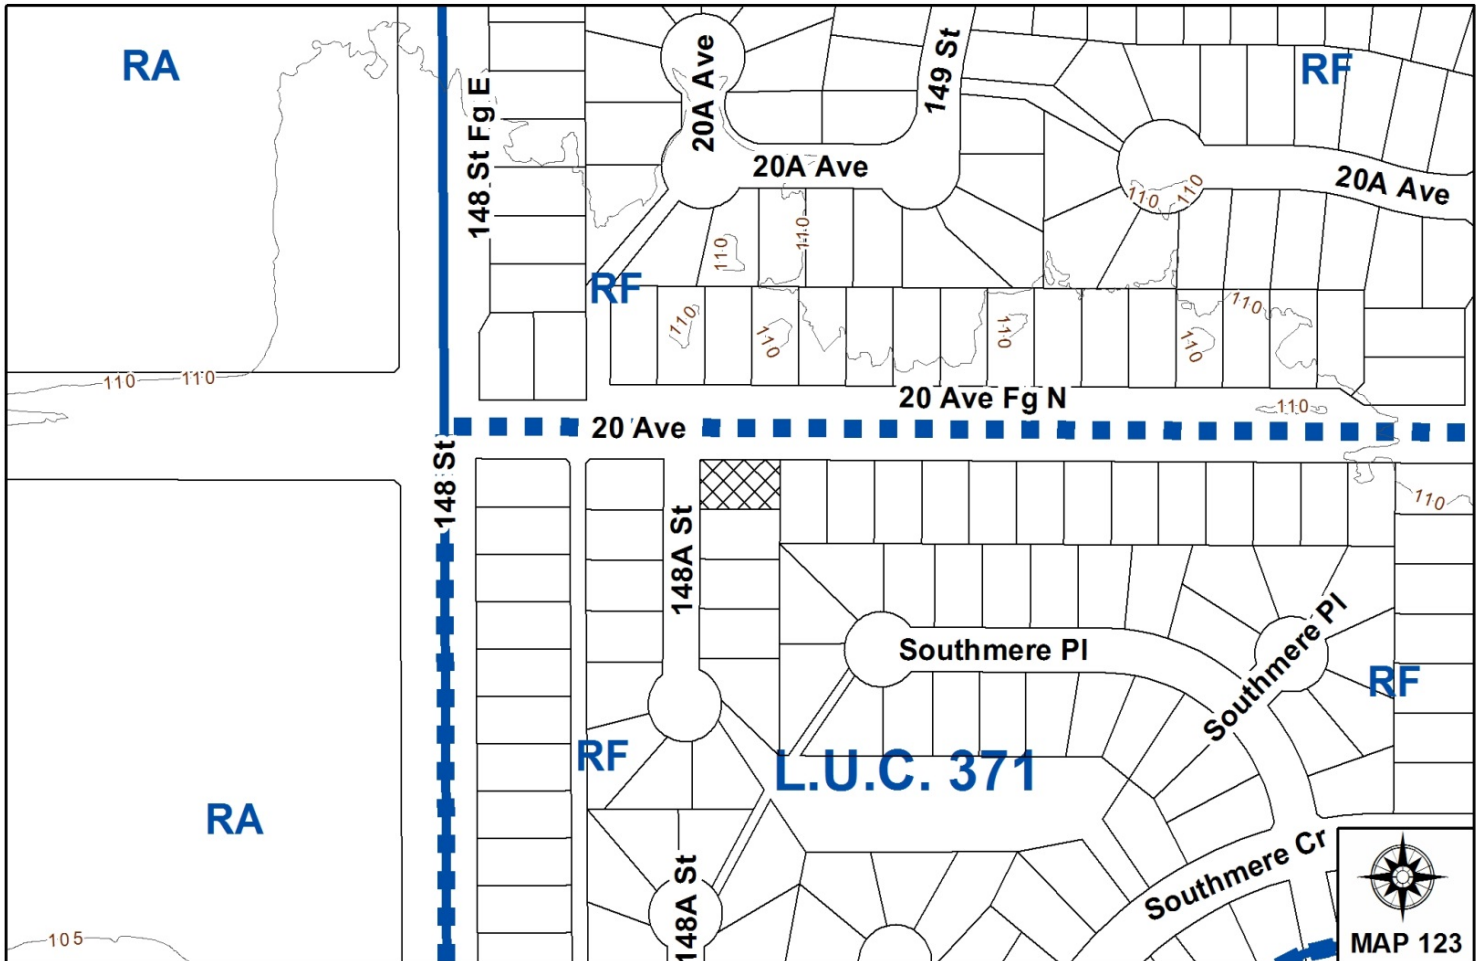 RA
20A Ave
149 St
RF
148 St Fg E
20A Ave
20A Ave
110
110
110
110
RF
110
110
110
110
110
110
110
20 Ave Fg N
110
20 Ave
148 St
110
148A St
Southmere Pl
Southmere Pl
RF
RF
L.U.C. 371
RA
Southmere Cr
148A St
105
MAP 123